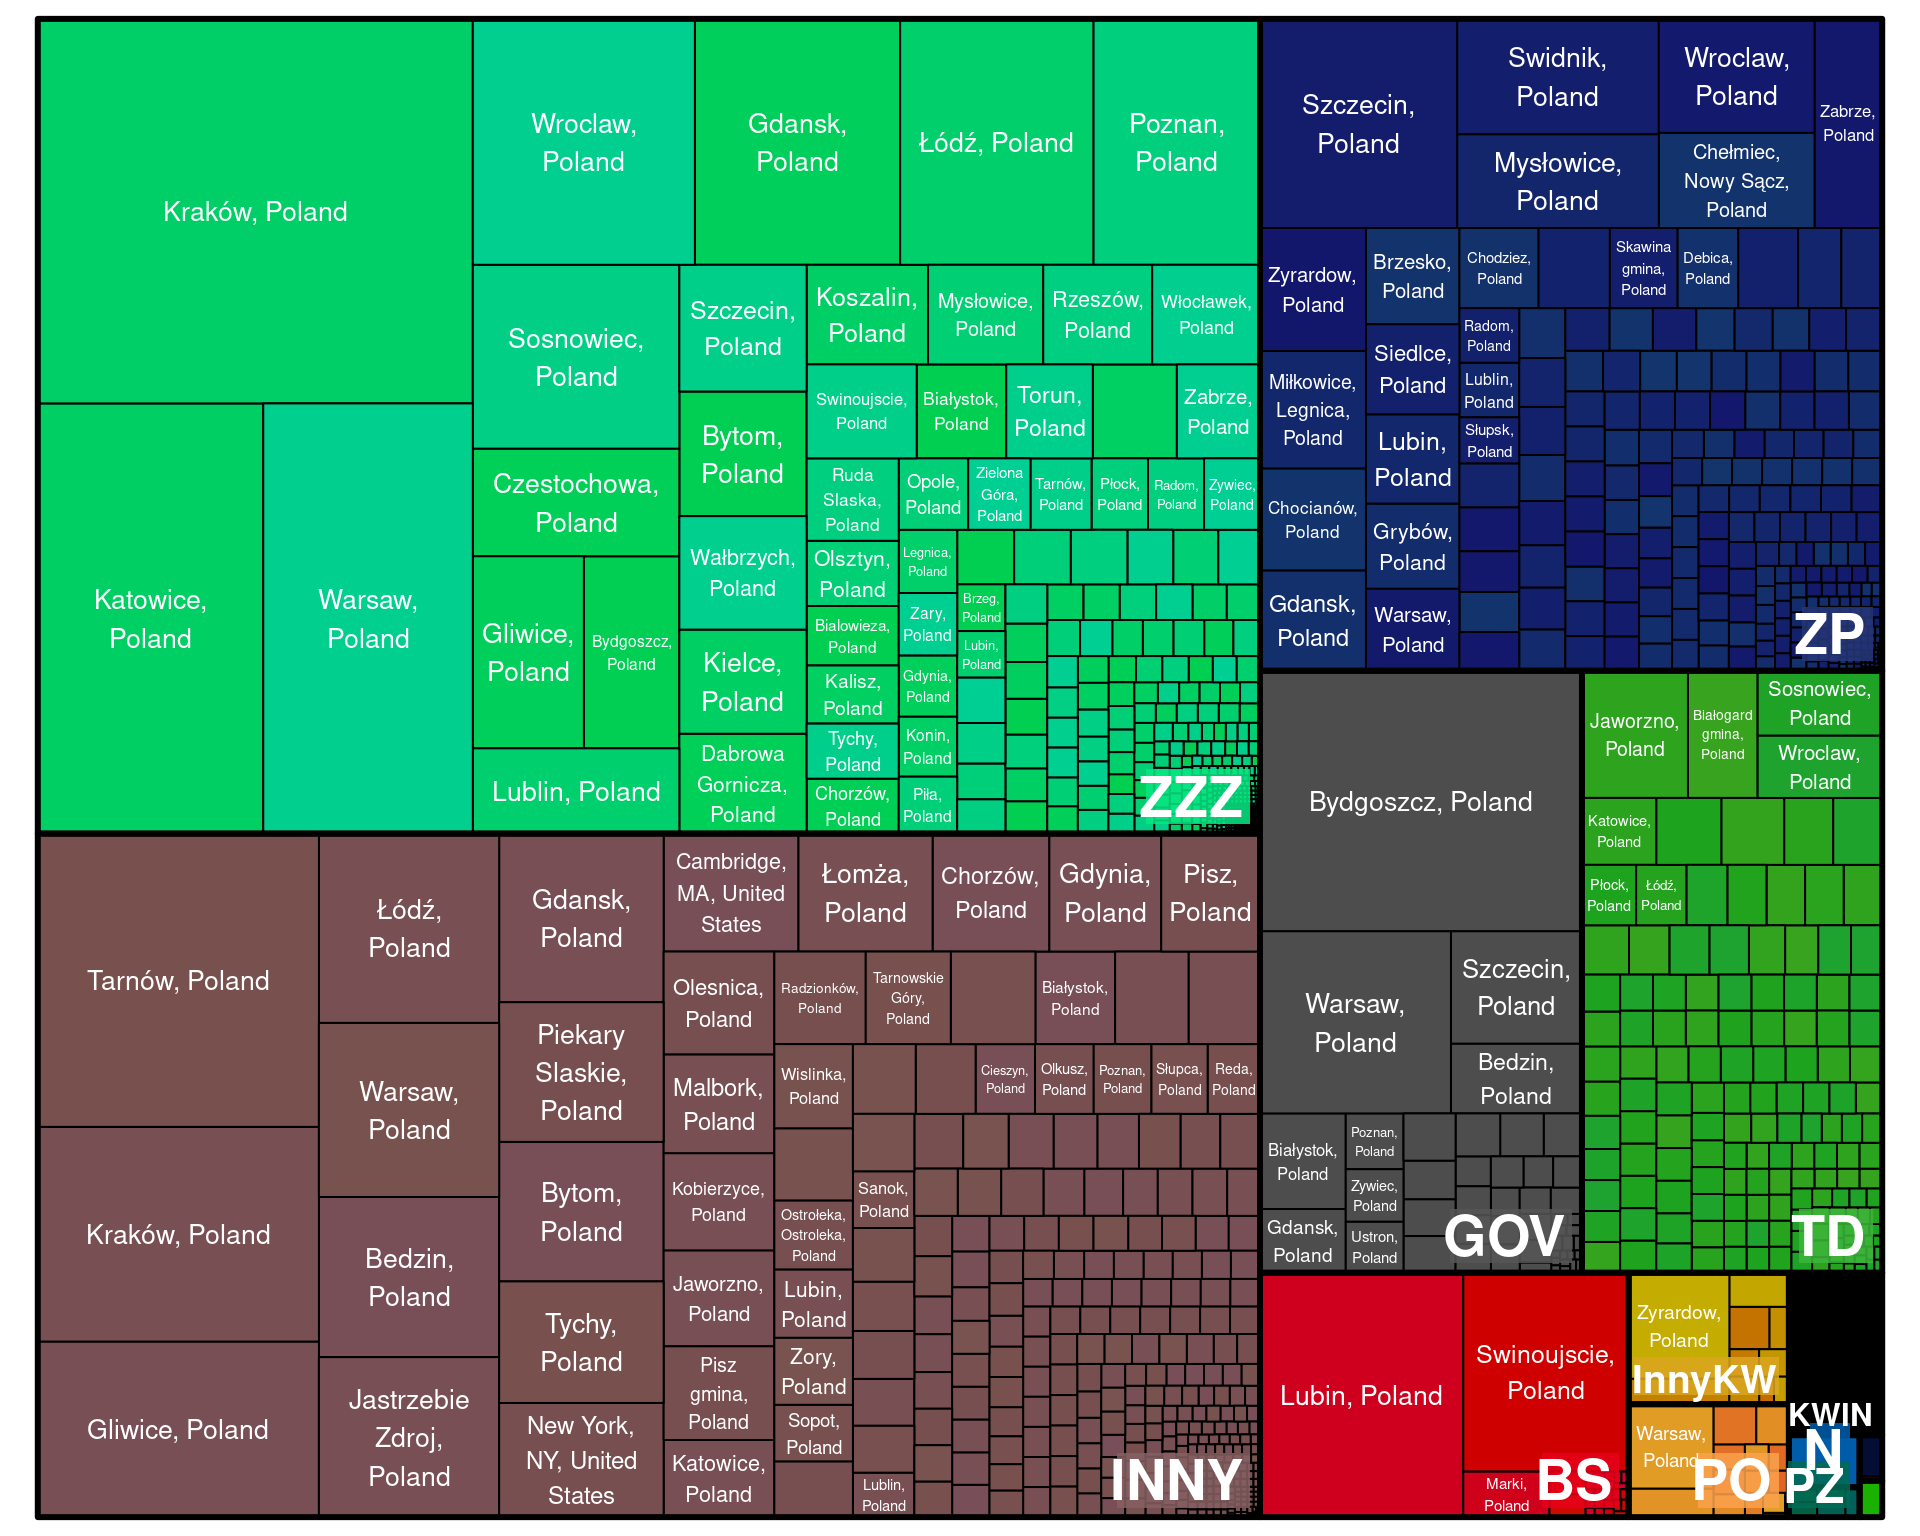 Kraków, Poland
Katowice,
Poland
Warsaw,
Poland
Wroclaw,
Poland
Gdansk,
Poland
Łódź, Poland
Poznan,
Poland
Sosnowiec,
Poland
Czestochowa,
Poland
Gliwice,
Poland
Bydgoszcz,
Poland
Lublin, Poland
Szczecin,
Poland
Bytom,
Poland
Wałbrzych,
Poland
Kielce,
Poland
Dabrowa
Gornicza,
Poland
Koszalin,
Poland
Mysłowice,
Poland
Rzeszów,
Poland
Włocławek,
Poland
Swinoujscie,
Poland
Białystok,
Poland
Torun,
Poland
Zabrze,
Poland
Ruda
Slaska,
Poland
Olsztyn,
Poland
Bialowieza,
Poland
Kalisz,
Poland
Tychy,
Poland
Chorzów,
Poland
Opole,
Poland
Zielona
Góra,
Poland
Tarnów,
Poland
Płock,
Poland
Radom,
Poland
Zywiec,
Poland
Legnica,
Poland
Zary,
Poland
Gdynia,
Poland
Konin,
Poland
Piła,
Poland
Brzeg,
Poland
Lubin,
Poland
ZZZ
Szczecin,
Poland
Swidnik,
Poland
Mysłowice,
Poland
Wroclaw,
Poland
Chełmiec,
Nowy Sącz,
Poland
Zabrze,
Poland
Zyrardow,
Poland
Miłkowice,
Legnica,
Poland
Chocianów,
Poland
Gdansk,
Poland
Brzesko,
Poland
Siedlce,
Poland
Lubin,
Poland
Grybów,
Poland
Warsaw,
Poland
Chodziez,
Poland
Skawina
gmina,
Poland
Debica,
Poland
Radom,
Poland
Lublin,
Poland
Słupsk,
Poland
ZP
Tarnów, Poland
Kraków, Poland
Gliwice, Poland
Łódź,
Poland
Warsaw,
Poland
Bedzin,
Poland
Jastrzebie
Zdroj,
Poland
Gdansk,
Poland
Piekary
Slaskie,
Poland
Bytom,
Poland
Tychy,
Poland
New York,
NY, United
States
Cambridge,
MA, United
States
Łomża,
Poland
Chorzów,
Poland
Gdynia,
Poland
Pisz,
Poland
Olesnica,
Poland
Malbork,
Poland
Kobierzyce,
Poland
Jaworzno,
Poland
Pisz
gmina,
Poland
Katowice,
Poland
Radzionków,
Poland
Tarnowskie
Góry,
Poland
Białystok,
Poland
Wislinka,
Poland
Cieszyn,
Poland
Olkusz,
Poland
Poznan,
Poland
Słupca,
Poland
Reda,
Poland
Sanok,
Poland
Ostrołeka,
Ostroleka,
Poland
Lubin,
Poland
Zory,
Poland
Sopot,
Poland
Lublin,
Poland
INNY
Bydgoszcz, Poland
Warsaw,
Poland
Szczecin,
Poland
Bedzin,
Poland
Białystok,
Poland
Gdansk,
Poland
Poznan,
Poland
Zywiec,
Poland
Ustron,
Poland
GOV
Jaworzno,
Poland
Białogard
gmina,
Poland
Sosnowiec,
Poland
Wroclaw,
Poland
Katowice,
Poland
Płock,
Poland
Łódź,
Poland
TD
Lubin, Poland
Swinoujscie,
Poland
Marki,
Poland
BS
Zyrardow,
Poland
InnyKW
Warsaw,
Poland
PO
KWIN
N
PZ